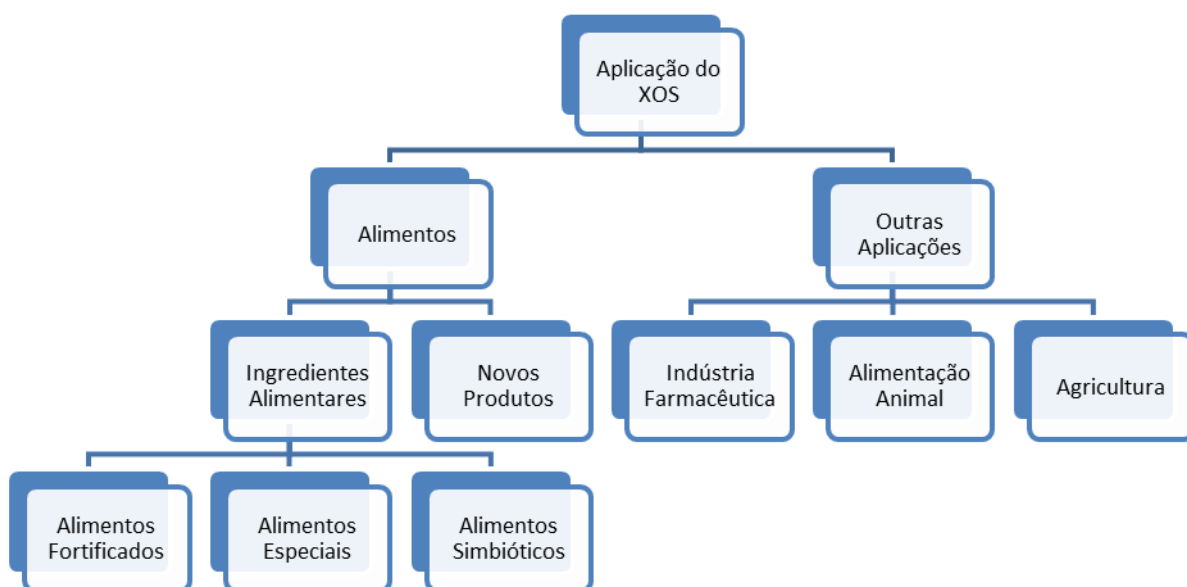 Aplicação do
XOS
Alimentos
Outras
Aplicações
Ingredientes
Alimentares
Novos
Produtos
Indústria
Farmacêutica
Alimentação
Animal
Agricultura
Alimentos
Fortificados
Alimentos
Especiais
Alimentos
Simbióticos